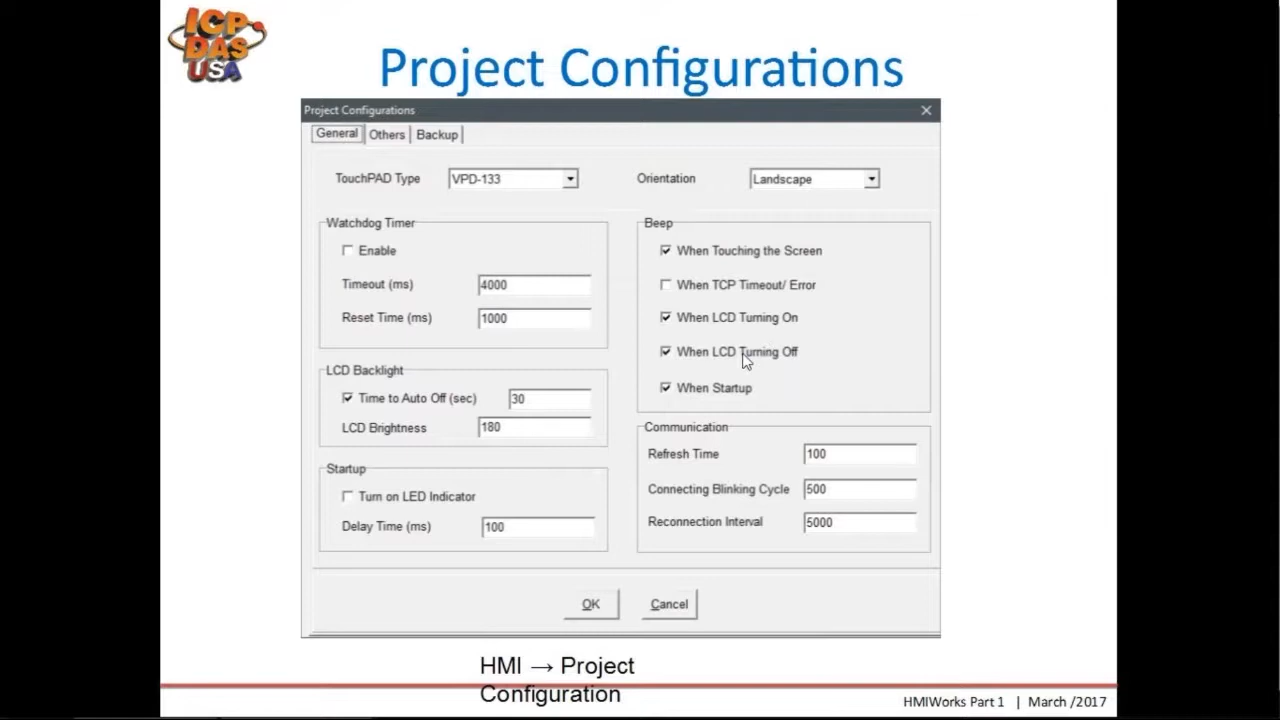 ICP
DAS
USA
Project Configurations
Project Configurations
General Others Backup
TouchPAD Type VPD-133
Orientation Landscape
Watchdog Timer
Enable
Timeout (ms) 4000
Reset Time (ms) 1000
LCD Backlight
Time to Auto Off (sec) 30
LCD Brightness 180
Startup
Turn on LED Indicator
Delay Time (ms) 100
Beep
When Touching the Screen
When TCP Timeout/ Error
When LCD Turning On
When LCD Turning Off
When Startup
Communication
Refresh Time 100
Connecting Blinking Cycle 500
Reconnection Interval 5000
OK Cancel
HMI → Project
Configuration
HMIWorks Part 1 | March /2017